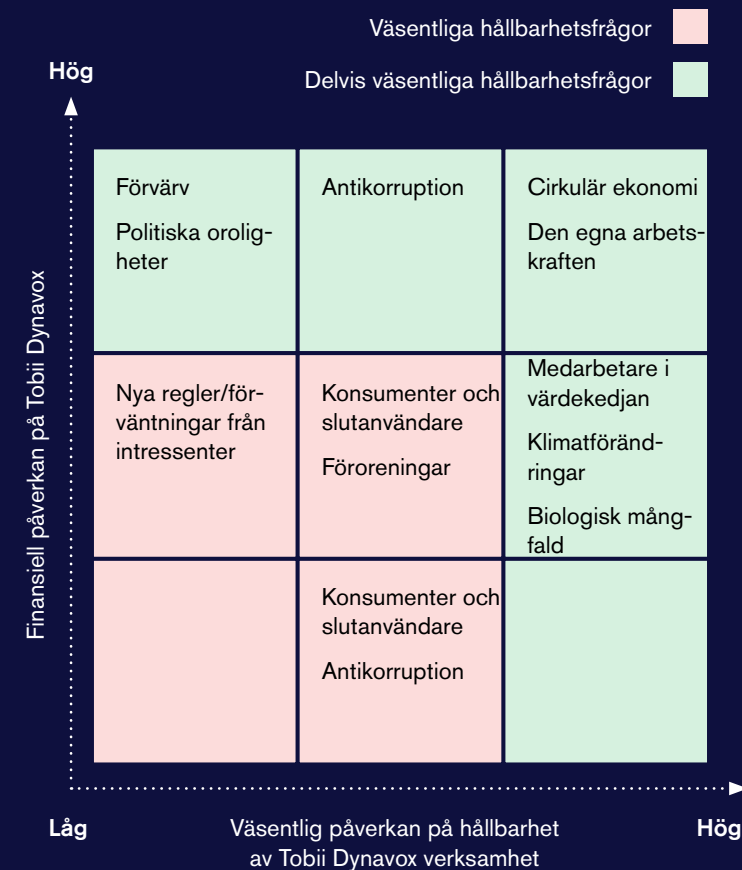 Väsentliga hållbarhetsfrågor
Delvis väsentliga hållbarhetsfrågor
Hög
Finansiell påverkan på Tobii Dynavox
Förvärv
Politiska orolig-
heter
Antikorruption
Cirkulär ekonomi
Den egna arbets-
kraften
Nya regler/för-
väntningar från
intressenter
Konsumenter och
slutanvändare
Föroreningar
Medarbetare i
värdekedjan
Klimatföränd-
ringar
Biologisk mång-
fald
Konsumenter och
slutanvändare
Antikorruption
Låg
Väsentlig påverkan på hållbarhet
av Tobii Dynavox verksamhet
Hög